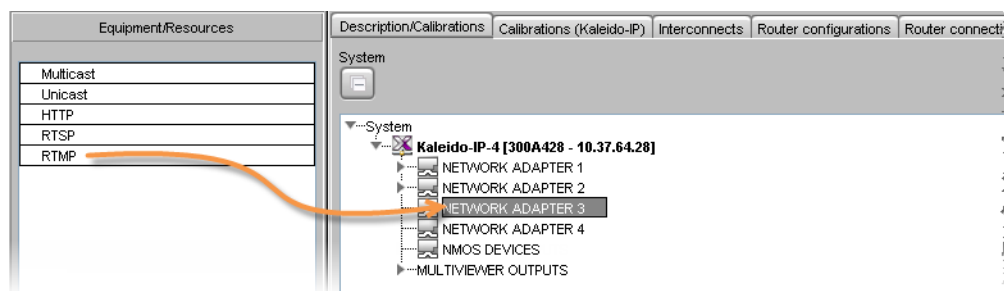 Equipment/Resources
Multicast
Unicast
HTTP
RTSP
RTMP
Description/Calibrations
Calibrations (Kaleido-IP)
Interconnects
Router configurations
Router
System
System
Kaleido-IP-4 [300A428 - 10.37.64.28]
NETWORK ADAPTER 1
NETWORK ADAPTER 2
NETWORK ADAPTER 3
NETWORK ADAPTER 4
NMOS DEVICES
MULTIVIEWER OUTPUTS